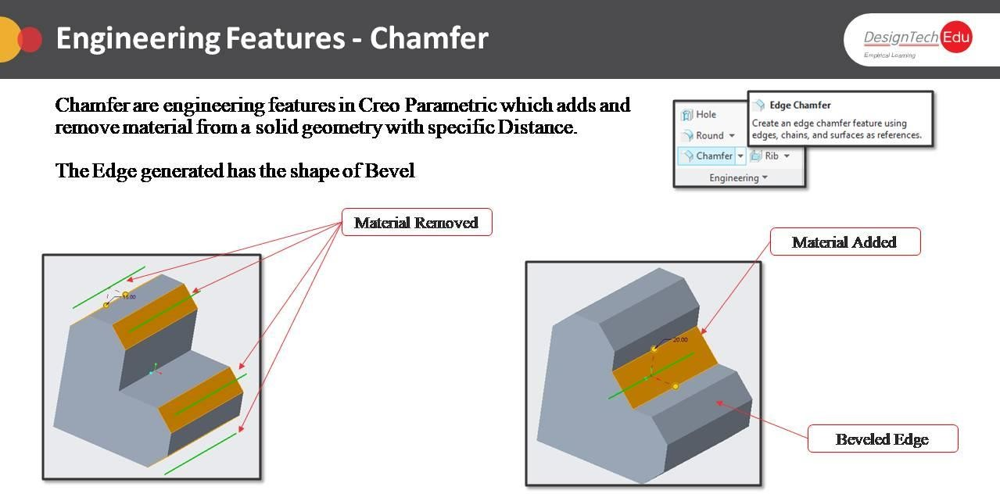 Engineering Features - Chamfer
DesignTech Edu
Empirical Learning
Chamfer are engineering features in Creo Parametric which adds and
remove material from a solid geometry with specific Distance.
The Edge generated has the shape of Bevel
Hole
Round
Chamfer
Rib
Engineering
Edge Chamfer
Create an edge chamfer feature using
edges, chains, and surfaces as references.
Material Removed
Material Added
20.00
Beveled Edge